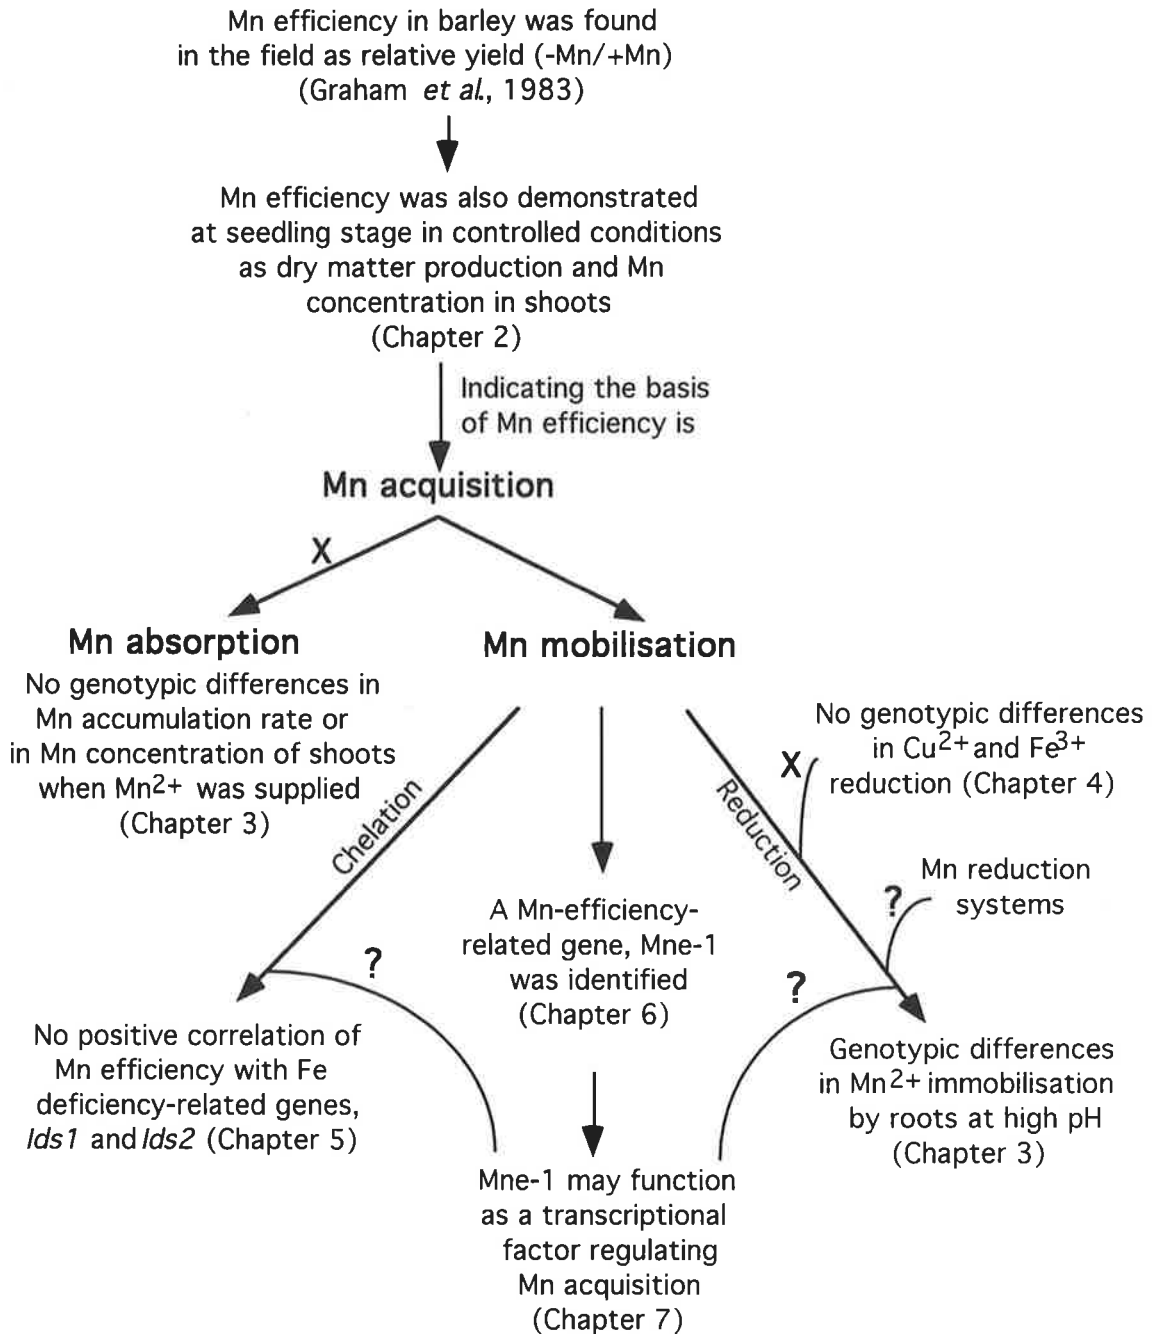 Mn efficiency in barley was found
in the field as relative yield (-Mn/+Mn)
(Graham et al., 1983)
Mn efficiency was also demonstrated
at seedling stage in controlled conditions
as dry matter production and Mn
concentration in shoots
(Chapter 2)
Indicating the basis
of Mn efficiency is
Mn acquisition
X
Mn absorption
No genotypic differences in
Mn accumulation rate or
in Mn concentration of shoots
when Mn2+ was supplied
(Chapter 3)
Mn mobilisation
Chelation
Reduction
X
No genotypic differences
in Cu2+ and Fe3+
reduction (Chapter 4)
?
Mn reduction
systems
A Mn-efficiency-
related gene, Mne-1
was identified
(Chapter 6)
?
?
No positive correlation of
Mn efficiency with Fe
deficiency-related genes,
Ids1 and Ids2 (Chapter 5)
Genotypic differences
in Mn2+ immobilisation
by roots at high pH
(Chapter 3)
Mne-1 may function
as a transcriptional
factor regulating
Mn acquisition
(Chapter 7)